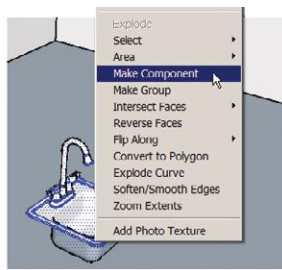 Explode
Select
Area
Make Component
Make Group
Intersect Faces
Reverse Faces
Flip Along
Convert to Polygon
Explode Curve
Soften/Smooth Edges
Zoom Extents
Add Photo Texture